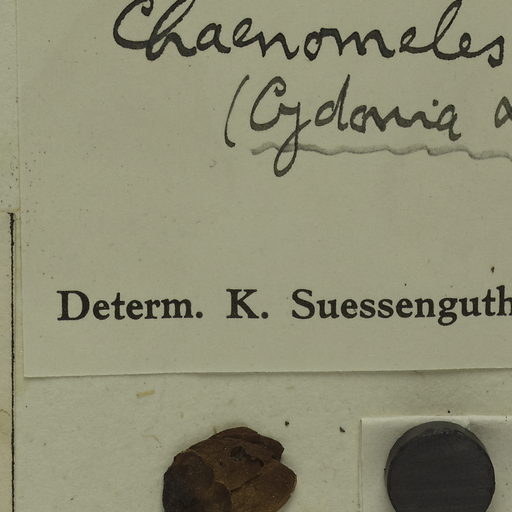 Chaenomeles
(Cydonia
Determ. K. Suessenguth